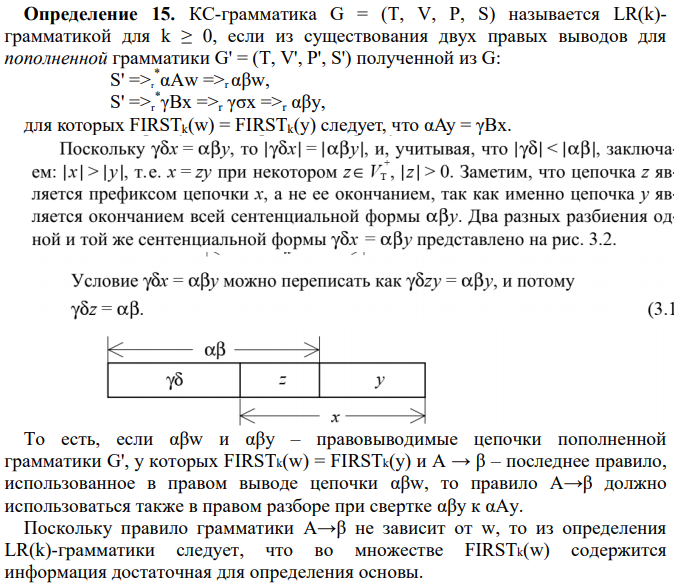 Определение 15. КС-грамматика G = (T, V, P, S) называется LR(k)-
грамматикой для k ≥ 0, если из существования двух правых выводов для
пополненной грамматики G' = (T, V', P', S') полученной из G:
S' =>ᵣ* αAw =>ᵣ αβw,
S' =>ᵣ* γBx =>ᵣ γσx =>ᵣ αβy,
для которых FIRSTₖ(w) = FIRSTₖ(y) следует, что αAy = γBx.
Поскольку γδx = αβy, то |γδx| = |αβy|, и, учитывая, что |γδ| < |αβ|, заключа-
ем: |x| > |y|, т.е. x = zy при некотором z ∈ V_T^+, |z| > 0. Заметим, что цепочка z яв-
ляется префиксом цепочки x, а не ее окончанием, так как именно цепочка y яв-
ляется окончанием всей сентенциальной формы αβy. Два разных разбиения од-
ной и той же сентенциальной формы γδx = αβy представлено на рис. 3.2.
Условие γδx = αβy можно переписать как γδzy = αβy, и потому
γδz = αβ. (3.1
αβ
γδ z y
x
То есть, если αβw и αβy – правовыводимые цепочки пополненной
грамматики G', у которых FIRSTₖ(w) = FIRSTₖ(y) и A → β – последнее правило,
использованное в правом выводе цепочки αβw, то правило A→β должно
использоваться также в правом разборе при свертке αβy к αAy.
Поскольку правило грамматики A→β не зависит от w, то из определения
LR(k)-грамматики следует, что во множестве FIRSTₖ(w) содержится
информация достаточная для определения основы.